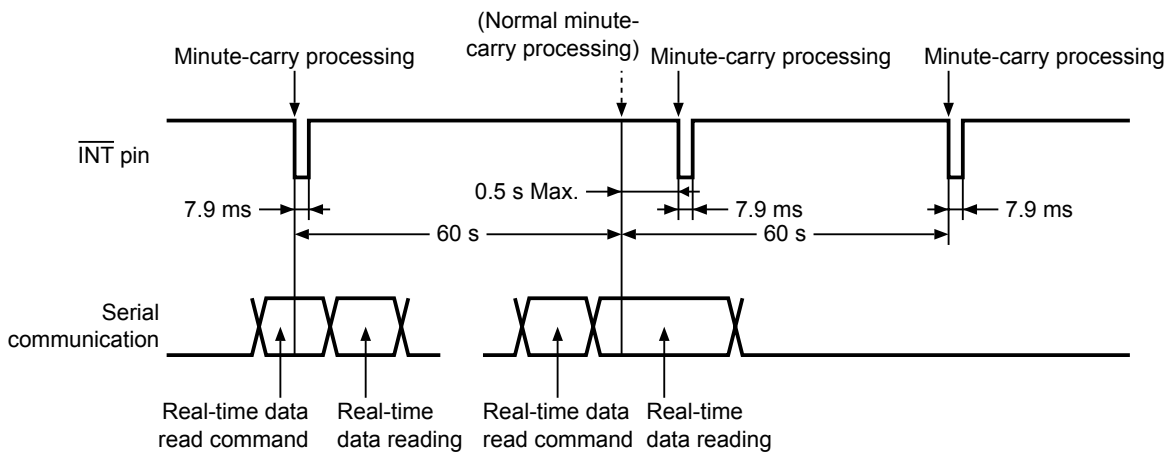 (Normal minute-
carry processing)
Minute-carry processing
Minute-carry processing
Minute-carry processing
INT pin
0.5 s Max.
7.9 ms
7.9 ms
7.9 ms
60 s
60 s
Serial
communication
Real-time data
read command
Real-time
data reading
Real-time data
read command
Real-time
data reading